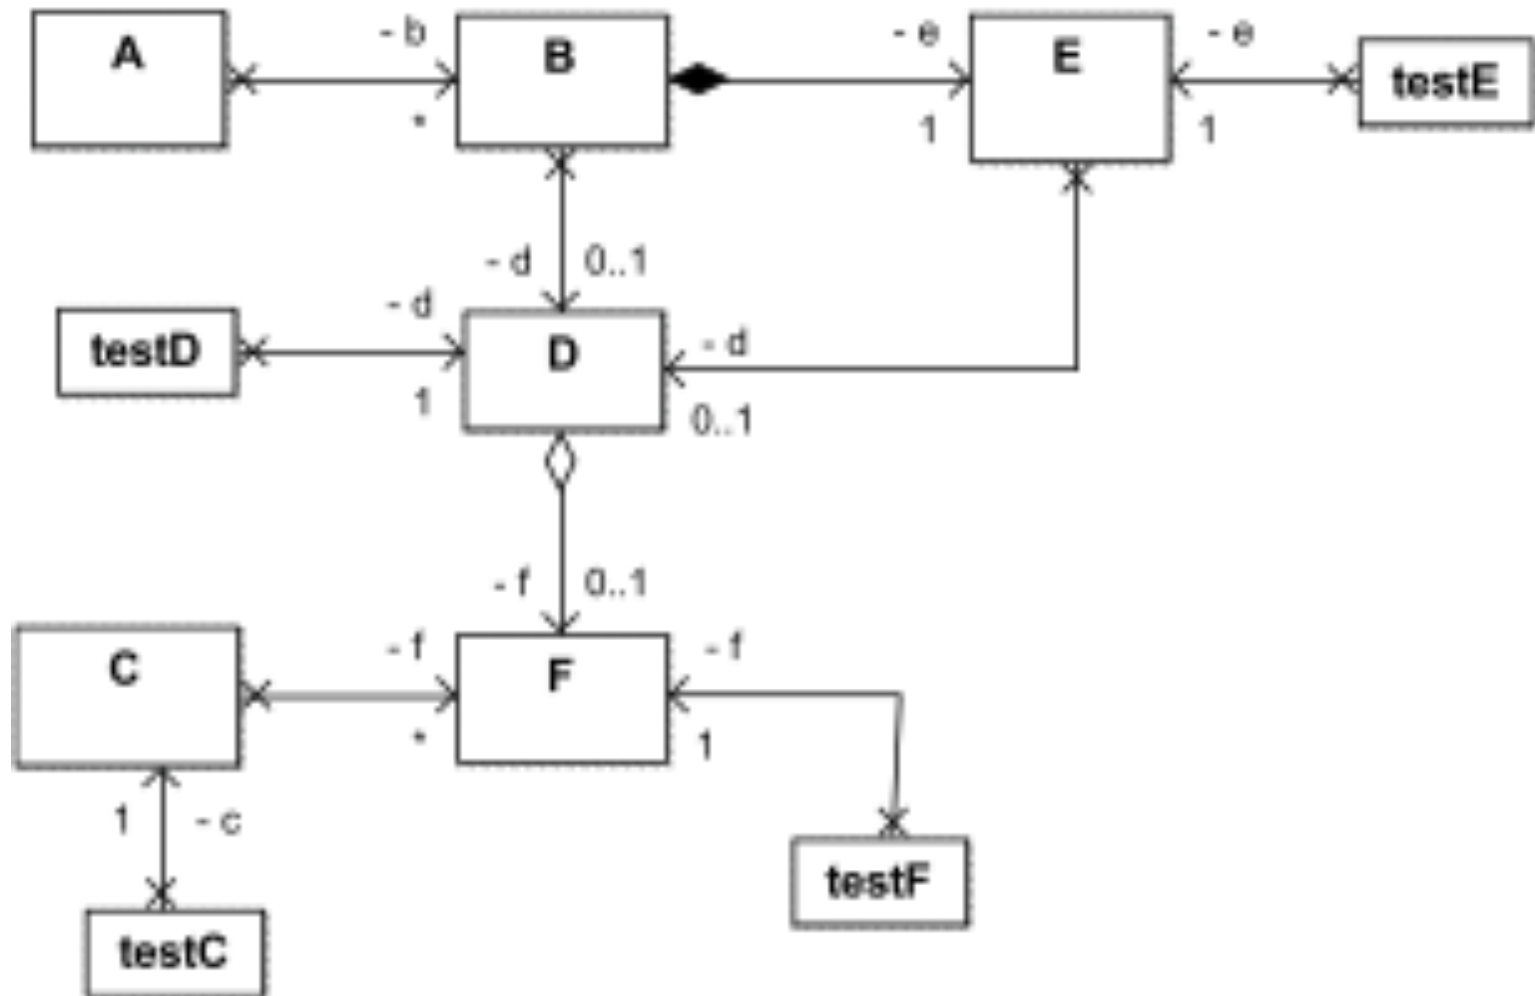 A
- b
*
B
- e
1
E
- e
1
testE
- d
0..1
testD
- d
1
D
- d
0..1
- f
0..1
C
- f
*
F
- f
1
1
- c
testF
testC